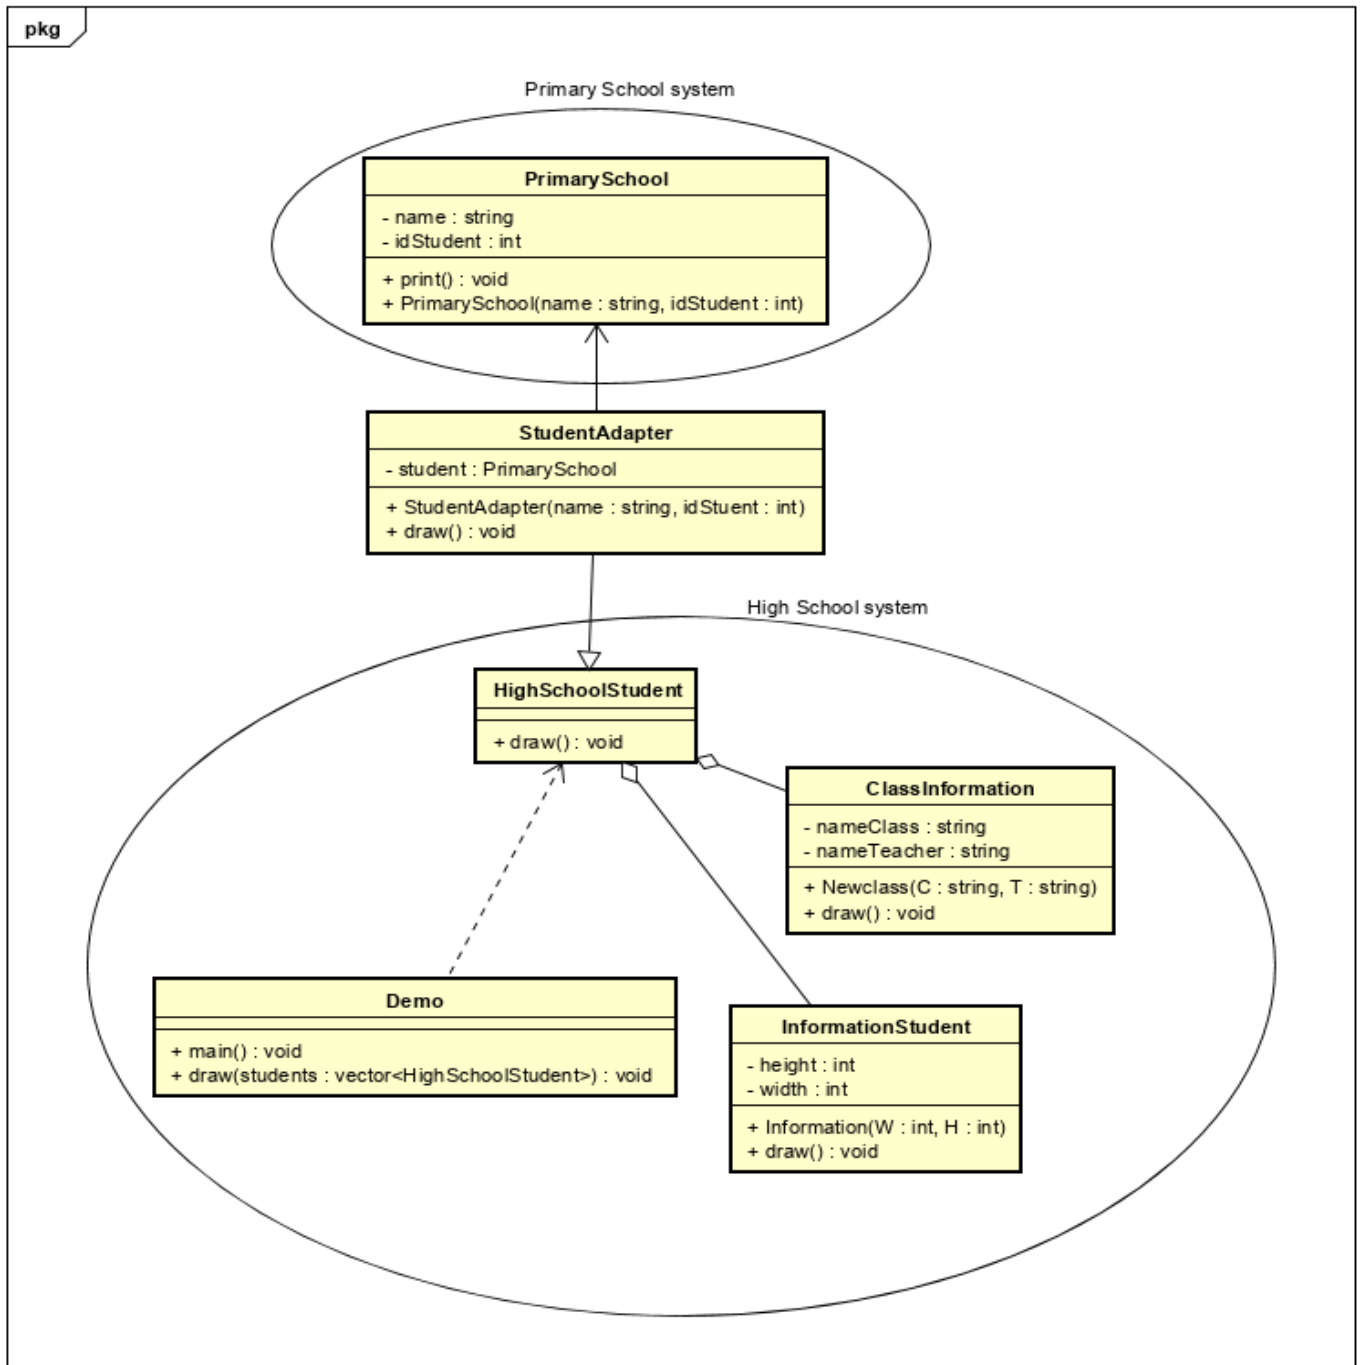 pkg
Primary School system
PrimarySchool
- name : string
- idStudent : int
+ print() : void
+ PrimarySchool(name : string, idStudent : int)
StudentAdapter
- student : PrimarySchool
+ StudentAdapter(name : string, idStuent : int)
+ draw() : void
High School system
HighSchoolStudent
+ draw() : void
ClassInformation
- nameClass : string
- nameTeacher : string
+ Newclass(C : string, T : string)
+ draw() : void
Demo
+ main() : void
+ draw(students : vector<HighSchoolStudent>) : void
InformationStudent
- height : int
- width : int
+ Information(W : int, H : int)
+ draw() : void